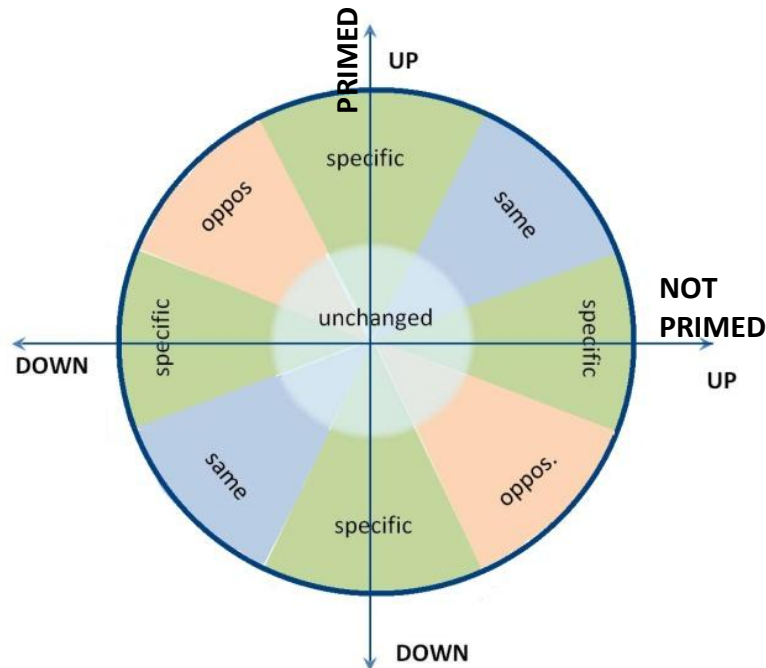 PRIMED
UP
specific
oppos
same
NOT
PRIMED
specific
unchanged
specific
DOWN
UP
same
oppos.
specific
DOWN